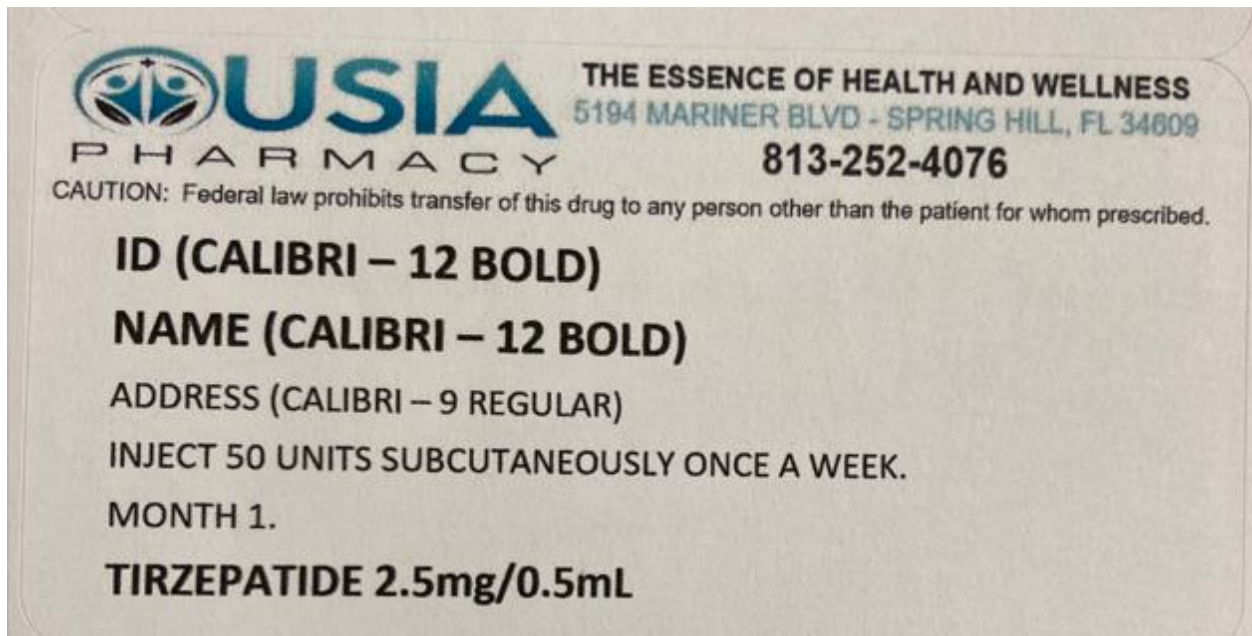 USIA
PHARMACY
THE ESSENCE OF HEALTH AND WELLNESS
5194 MARINER BLVD - SPRING HILL, FL 34609
813-252-4076
CAUTION: Federal law prohibits transfer of this drug to any person other than the patient for whom prescribed.
ID (CALIBRI – 12 BOLD)
NAME (CALIBRI – 12 BOLD)
ADDRESS (CALIBRI – 9 REGULAR)
INJECT 50 UNITS SUBCUTANEOUSLY ONCE A WEEK.
MONTH 1.
TIRZEPATIDE 2.5mg/0.5mL